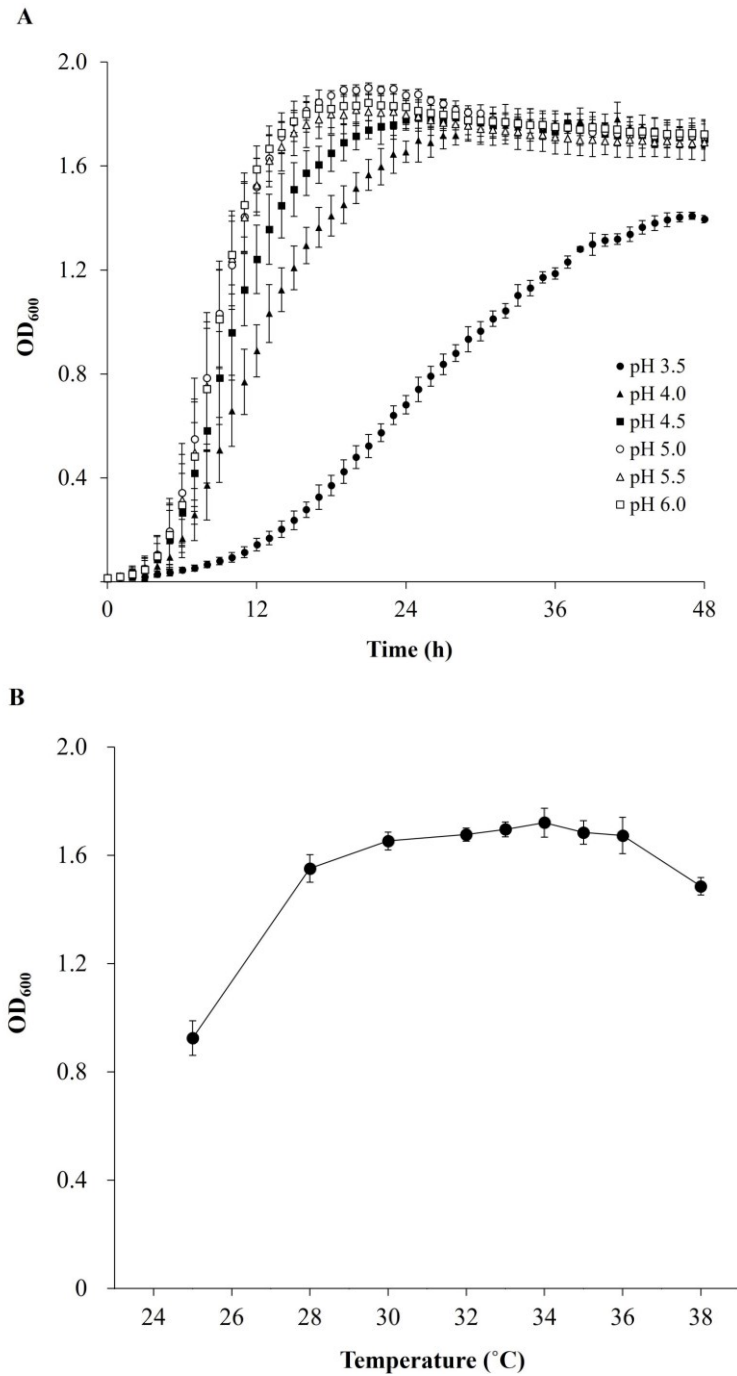 A
2.0
1.6
1.2
0.8
0.4
OD600
pH 3.5
pH 4.0
pH 4.5
pH 5.0
pH 5.5
pH 6.0
0 12 24 36 48
Time (h)
B
2.0
1.6
1.2
0.8
0.4
0
OD600
24 26 28 30 32 34 36 38
Temperature (˚C)